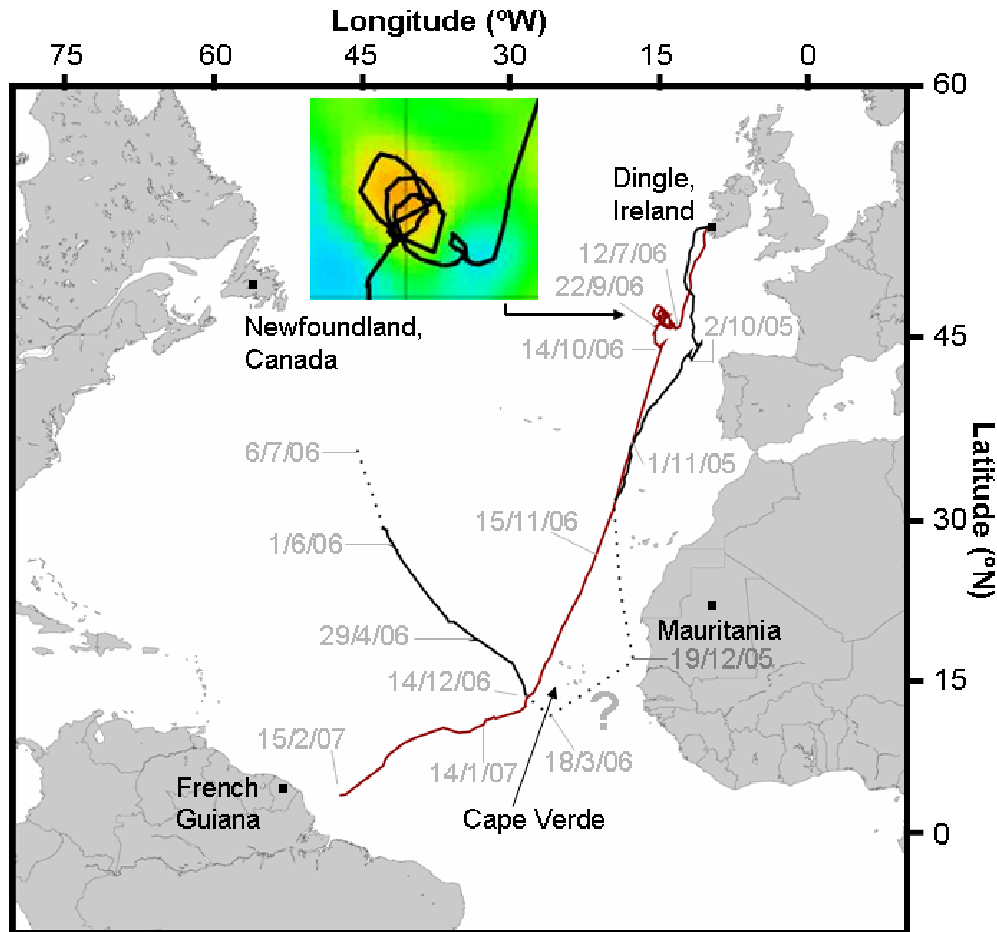 Longitude (ºW)
75 60 45 30 15 0
60
Dingle,
Ireland
12/7/06
22/9/06
Newfoundland,
Canada
2/10/05
14/10/06
45
6/7/06
1/11/05
Latitude (ºN)
15/11/06
30
1/6/06
29/4/06
Mauritania
19/12/05
14/12/06
15
?
15/2/07
14/1/07
18/3/06
French
Guiana
Cape Verde
0